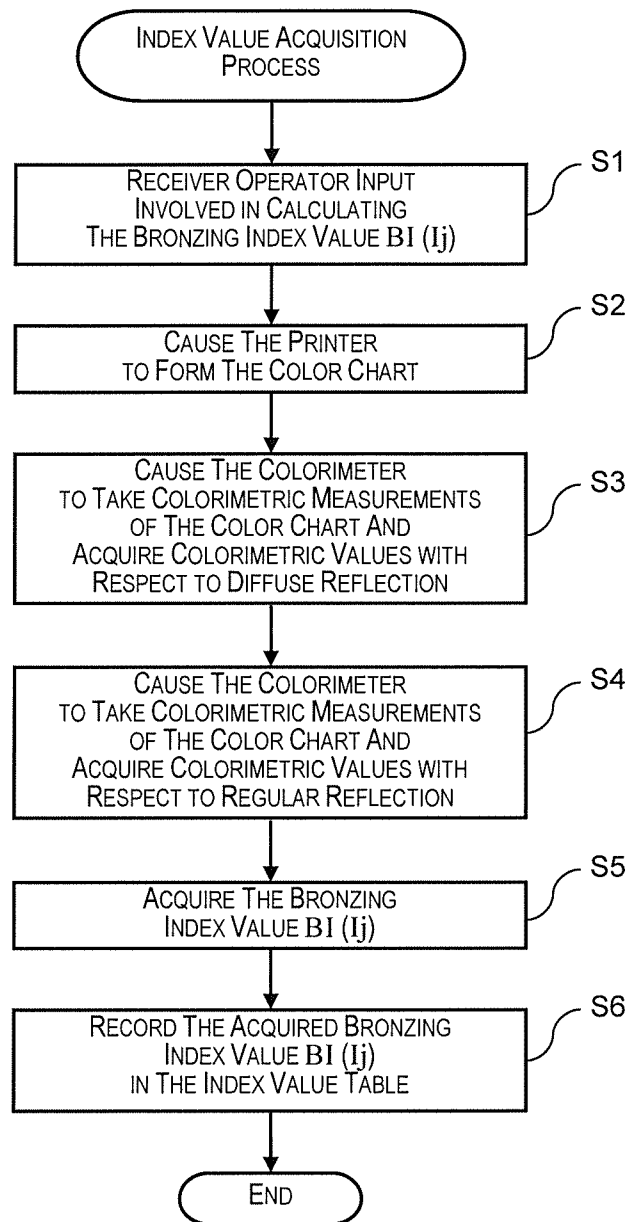 INDEX VALUE ACQUISITION
PROCESS
S1
RECEIVER OPERATOR INPUT
INVOLVED IN CALCULATING
THE BRONZING INDEX VALUE BI (Ij)
S2
CAUSE THE PRINTER
TO FORM THE COLOR CHART
S3
CAUSE THE COLORIMETER
TO TAKE COLORIMETRIC MEASUREMENTS
OF THE COLOR CHART AND
ACQUIRE COLORIMETRIC VALUES WITH
RESPECT TO DIFFUSE REFLECTION
S4
CAUSE THE COLORIMETER
TO TAKE COLORIMETRIC MEASUREMENTS
OF THE COLOR CHART AND
ACQUIRE COLORIMETRIC VALUES WITH
RESPECT TO REGULAR REFLECTION
S5
ACQUIRE THE BRONZING
INDEX VALUE BI (Ij)
S6
RECORD THE ACQUIRED BRONZING
INDEX VALUE BI (Ij)
IN THE INDEX VALUE TABLE
END